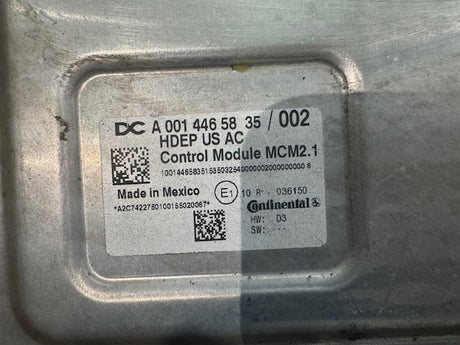 DC A 001 446 58 35 / 002
HDEP US AC
Control Module MCM2.1
Made in Mexico
E1 10 R - 036150
*A2C7422780100155020067*
Continental
HW: D3
SW: ---